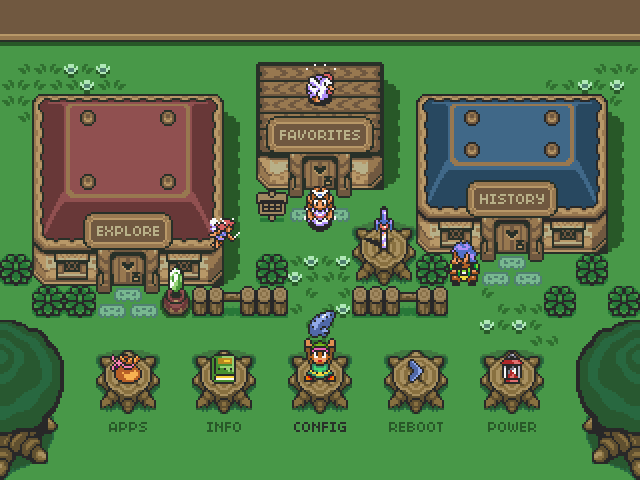 FAVORITES
HISTORY
EXPLORE
APPS
INFO
CONFIG
REBOOT
POWER